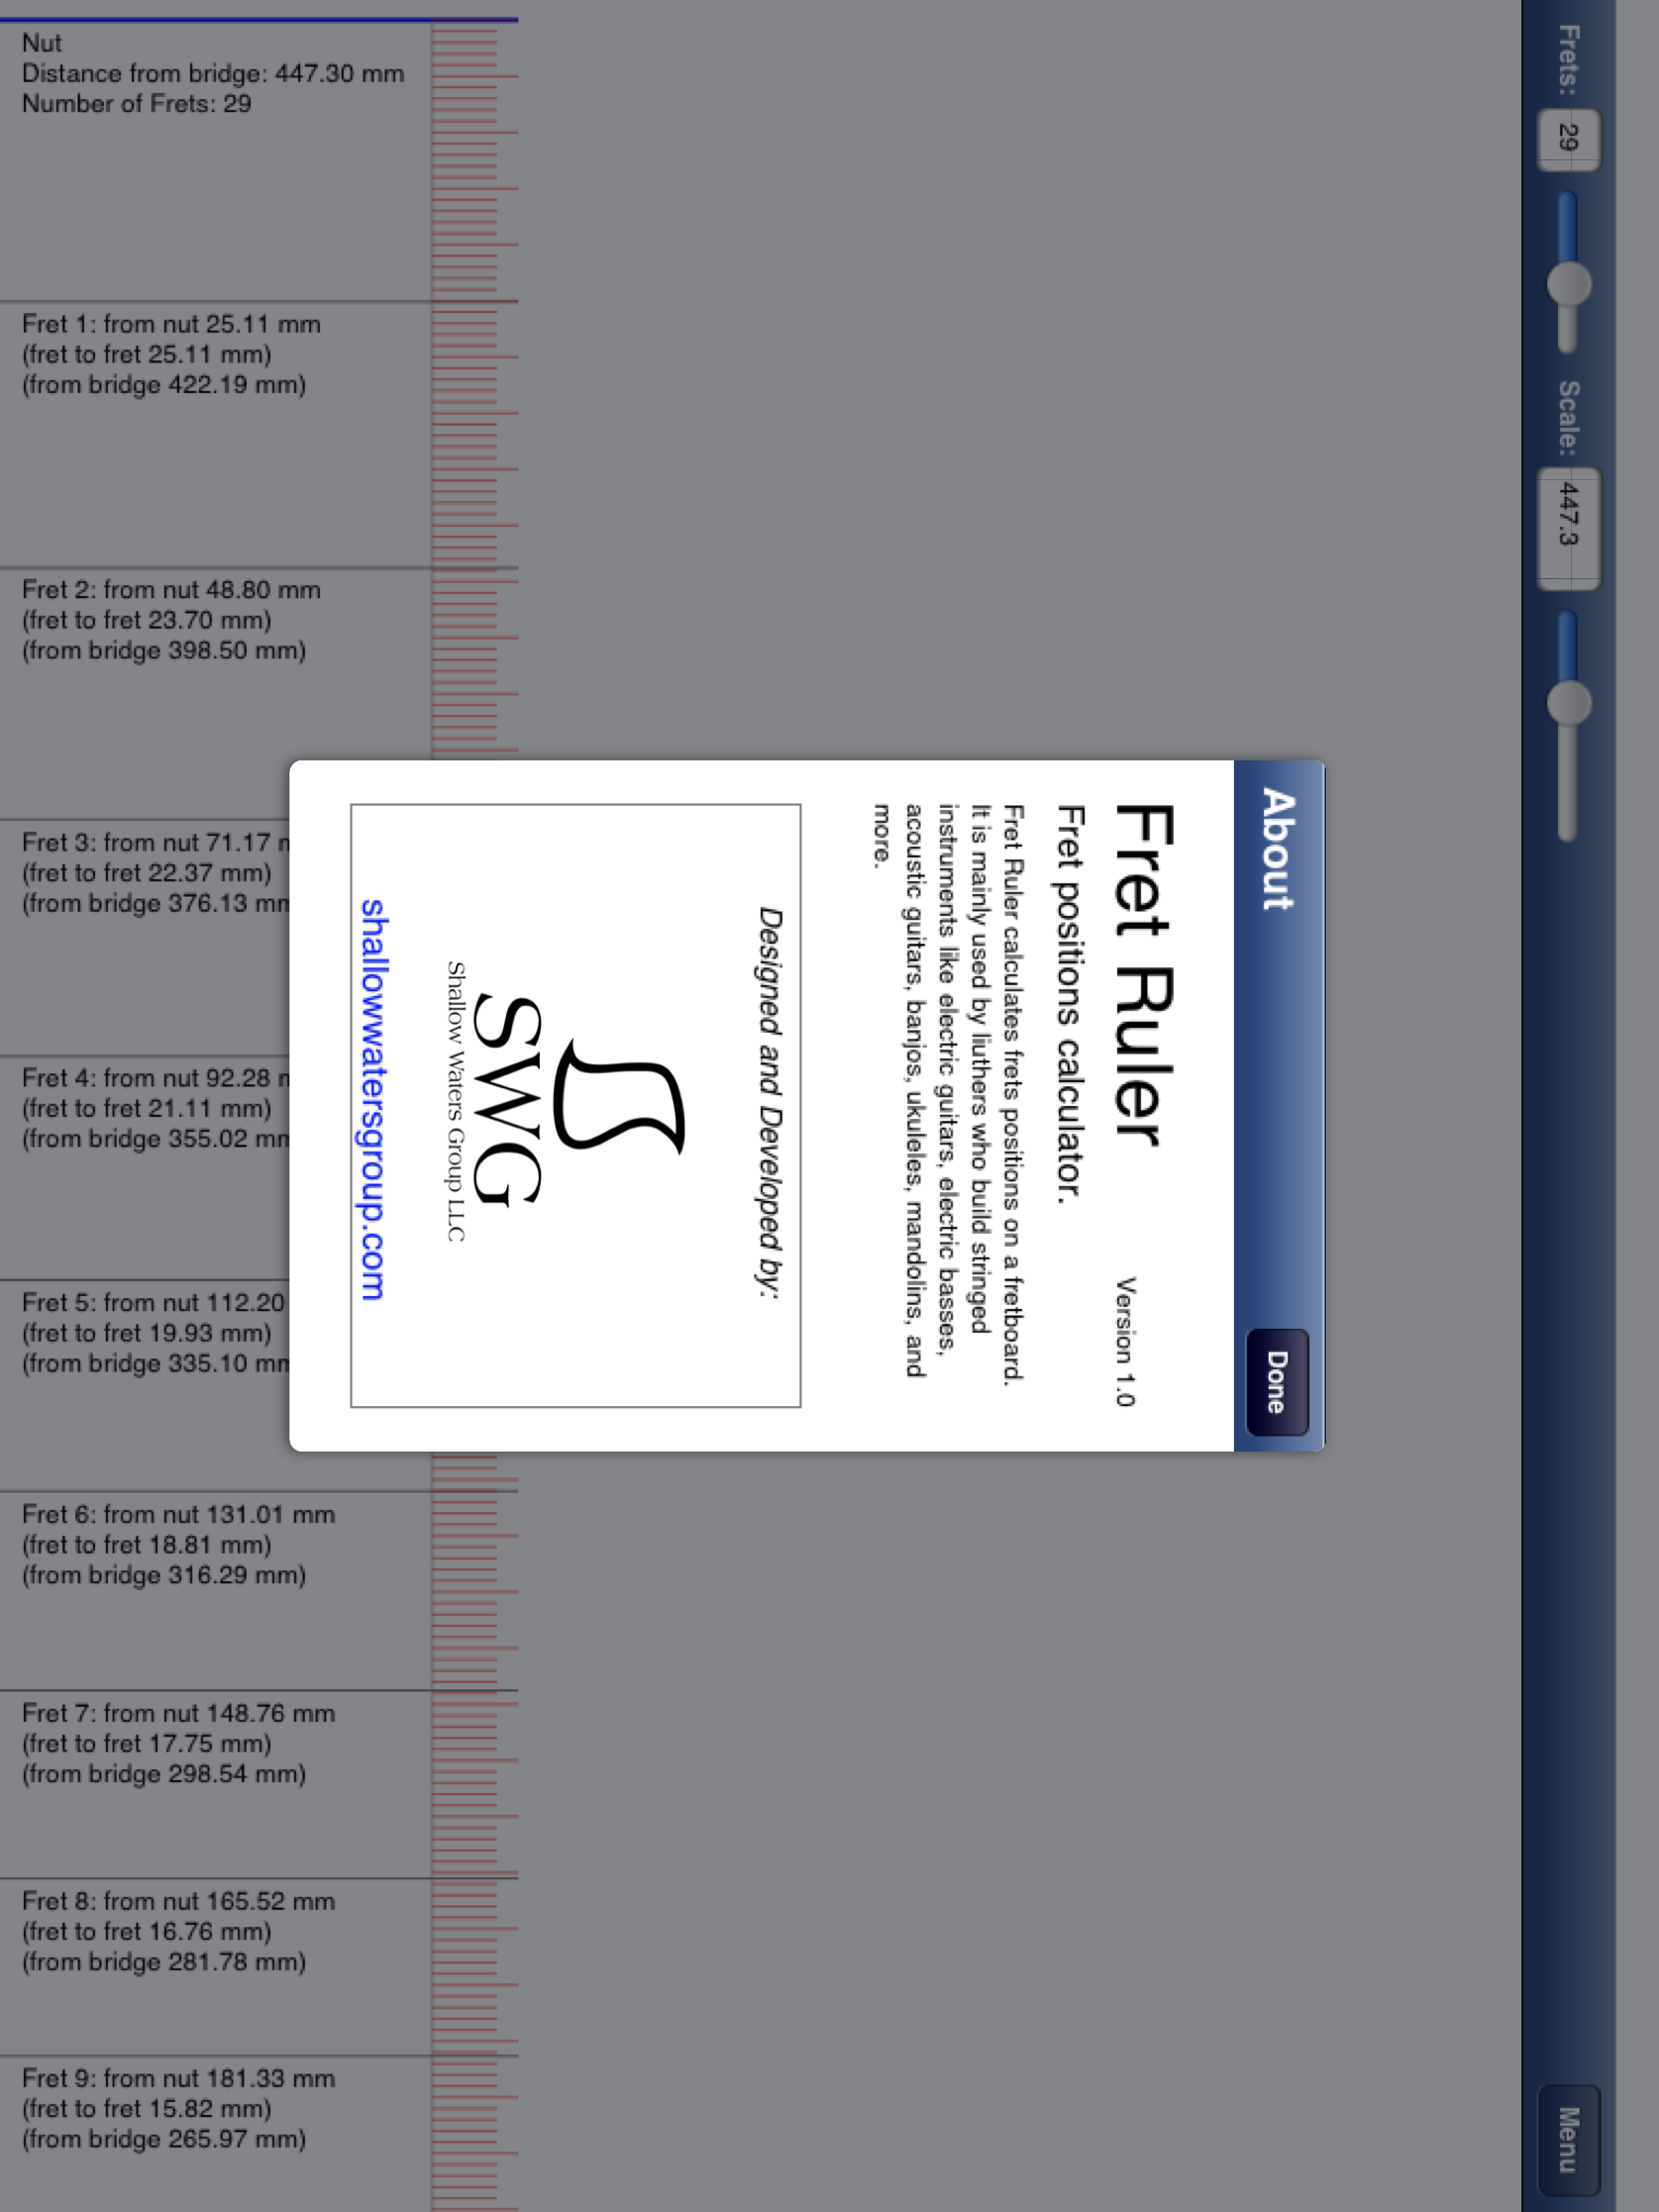 Frets: 29 Scale: 447.3 Menu
Nut
Distance from bridge: 447.30 mm
Number of Frets: 29
Fret 1: from nut 25.11 mm
(fret to fret 25.11 mm)
(from bridge 422.19 mm)
Fret 2: from nut 48.80 mm
(fret to fret 23.70 mm)
(from bridge 398.50 mm)
Fret 3: from nut 71.17
(fret to fret 22.37 mm)
(from bridge 376.13 mm
Fret 4: from nut 92.28
(fret to fret 21.11 mm)
(from bridge 355.02 mm
Fret 5: from nut 112.20
(fret to fret 19.93 mm)
(from bridge 335.10 mm
Fret 6: from nut 131.01 mm
(fret to fret 18.81 mm)
(from bridge 316.29 mm)
Fret 7: from nut 148.76 mm
(fret to fret 17.75 mm)
(from bridge 298.54 mm)
Fret 8: from nut 165.52 mm
(fret to fret 16.76 mm)
(from bridge 281.78 mm)
Fret 9: from nut 181.33 mm
(fret to fret 15.82 mm)
(from bridge 265.97 mm)
About Done
Fret Ruler Version 1.0
Fret positions calculator.
Fret Ruler calculates frets positions on a fretboard.
It is mainly used by liuthers who build stringed
instruments like electric guitars, electric basses,
acoustic guitars, banjos, ukuleles, mandolins, and
more.
Designed and Developed by:
SWG
Shallow Waters Group LLC
shallowwatersgroup.com